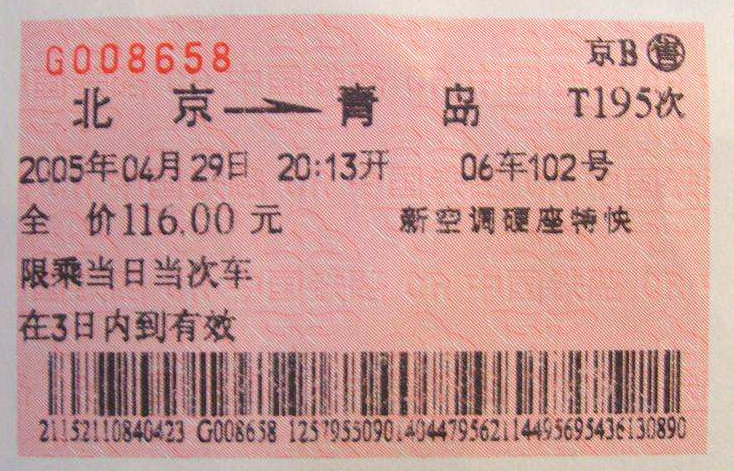 G008658 京B 售
北京 青岛 T195次
2005年04月29日 20:13开 06车102号
全 价116.00元 新空调硬座特快
限乘当日当次车
在3日内到有效
21152110840423 G008658